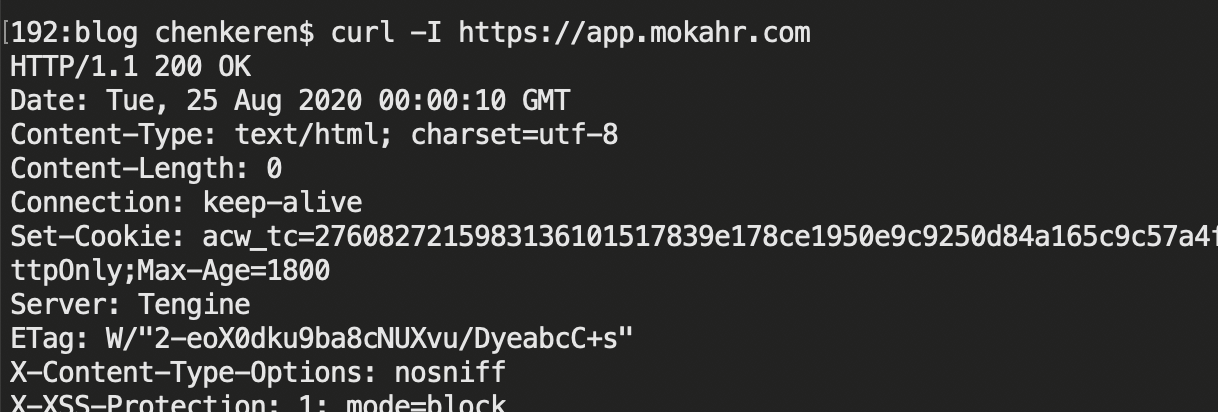 [192:blog chenkeren$ curl -I https://app.mokahr.com
HTTP/1.1 200 OK
Date: Tue, 25 Aug 2020 00:00:10 GMT
Content-Type: text/html; charset=utf-8
Content-Length: 0
Connection: keep-alive
Set-Cookie: acw_tc=2760827215983136101517839e178ce1950e9c9250d84a165c9c57a4f
ttpOnly;Max-Age=1800
Server: Tengine
ETag: W/"2-eoX0dku9ba8cNUXvu/DyeabcC+s"
X-Content-Type-Options: nosniff
X-XSS-Protection: 1; mode=block